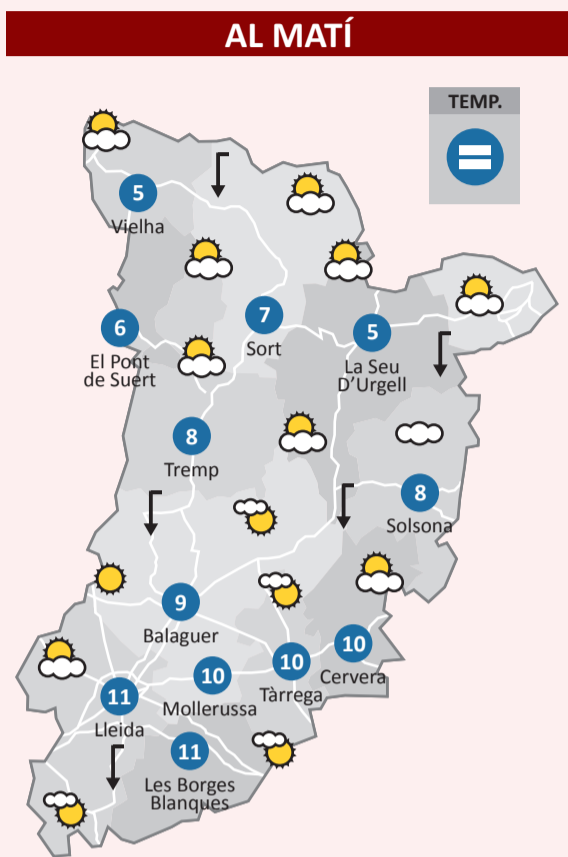 AL MATÍ
TEMP.
5
Vielha
6
El Pont
de Suert
7
Sort
5
La Seu
D'Urgell
8
Tremp
8
Solsona
9
Balaguer
10
Cervera
10
Tàrrega
10
Mollerussa
11
Lleida
11
Les Borges
Blanques